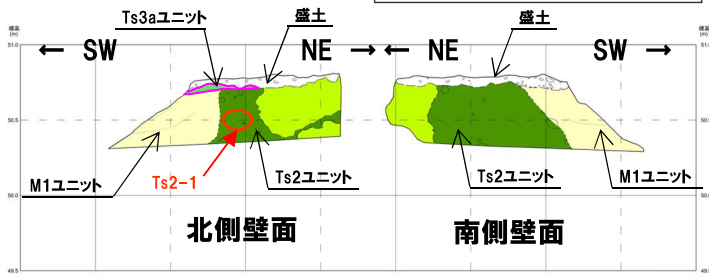 Ts3aユニット
盛土
盛土
標高
(m)
51.0
← SW
NE →
← NE
SW →
51.0
50.5
50.0
49.5
M1ユニット
Ts2-1
Ts2ユニット
Ts2ユニット
M1ユニット
北側壁面
南側壁面